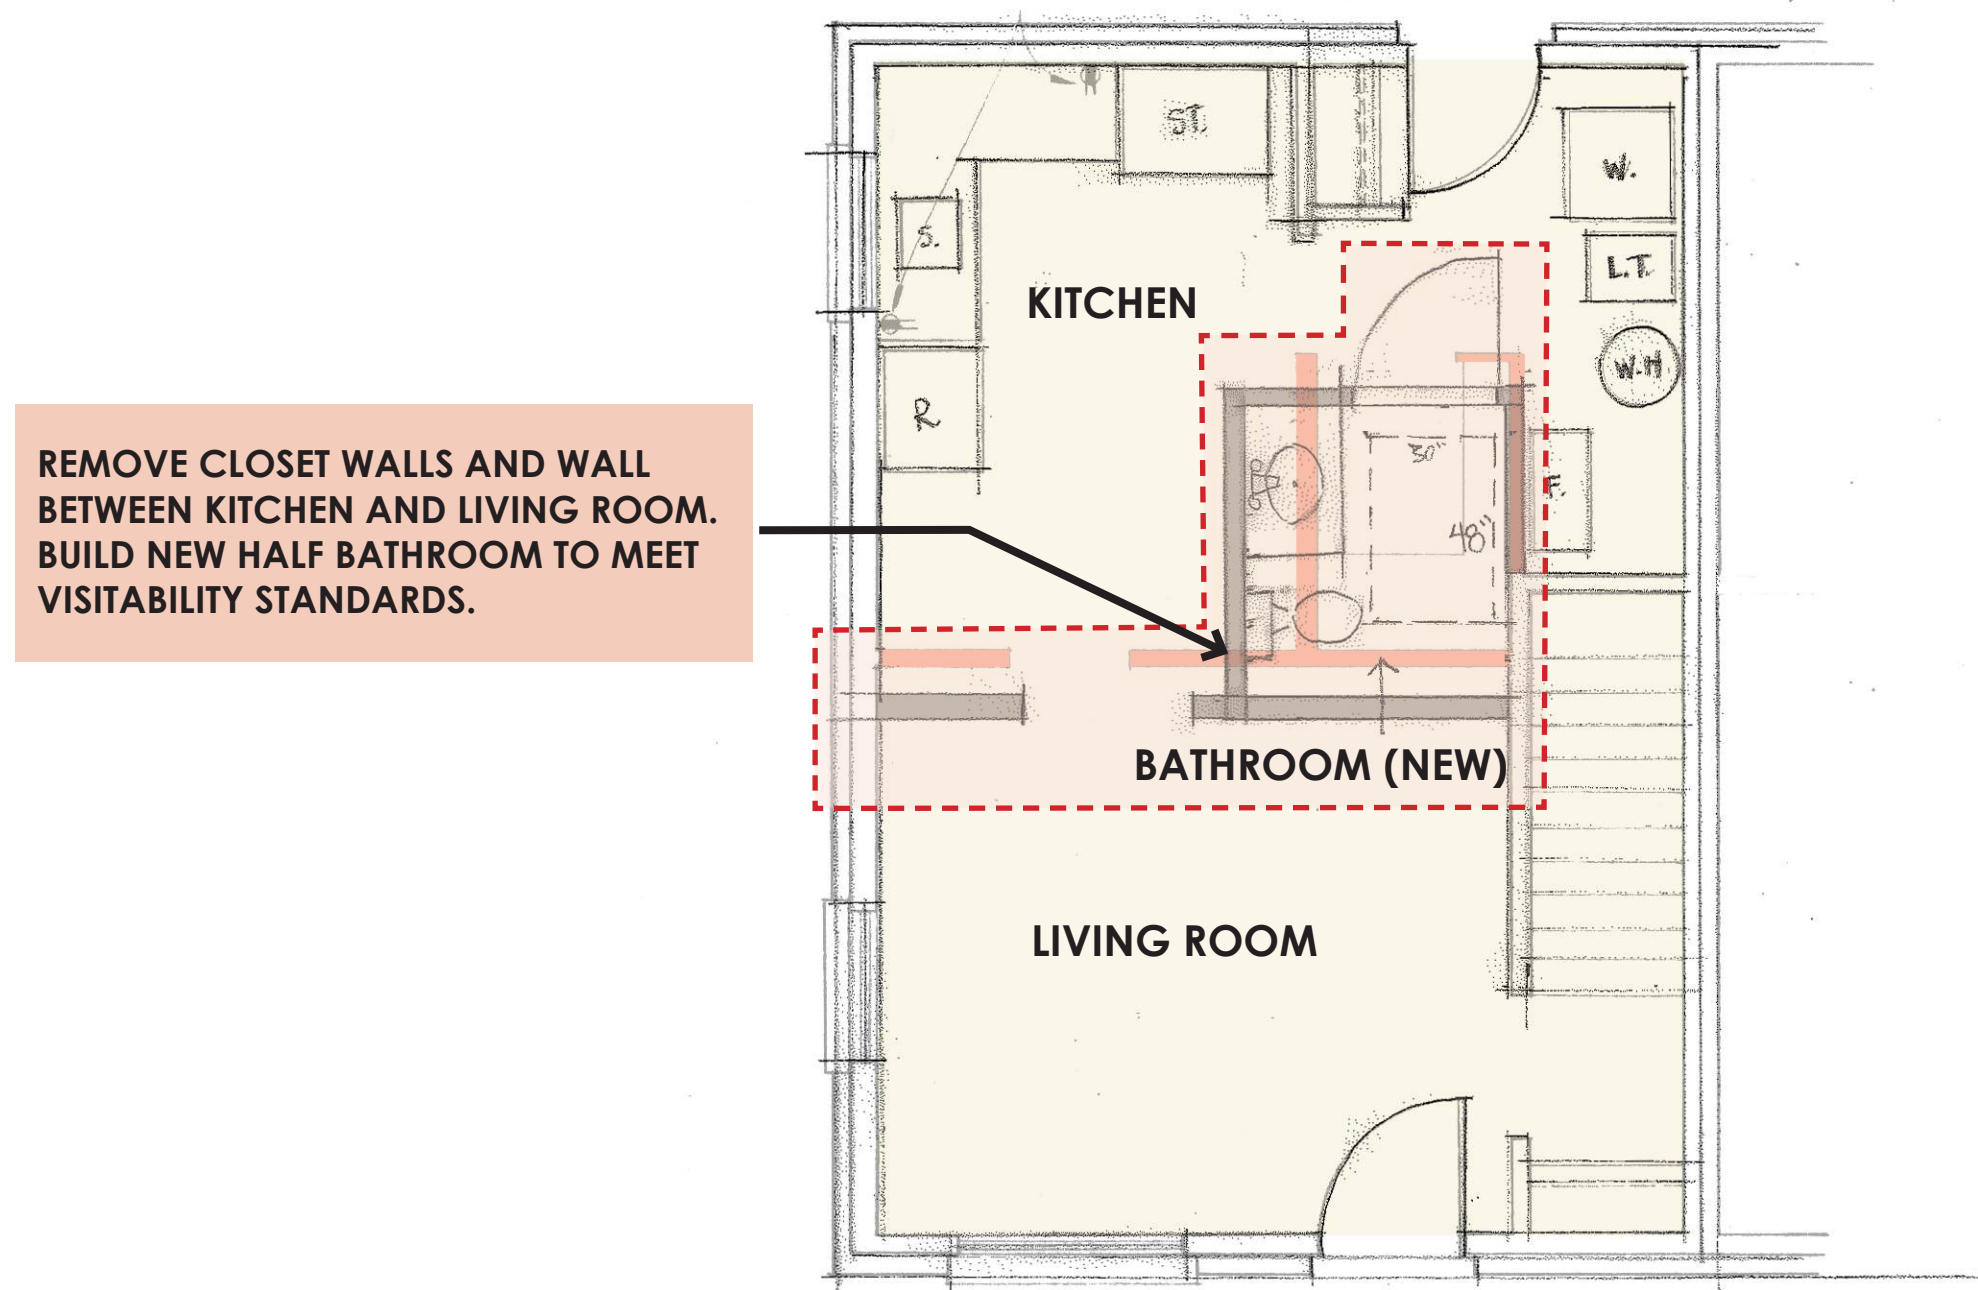 ST.
W.
S.
L.T.
KITCHEN
W.H
R
REMOVE CLOSET WALLS AND WALL
BETWEEN KITCHEN AND LIVING ROOM.
BUILD NEW HALF BATHROOM TO MEET
VISITABILITY STANDARDS.
30"
F.
48"
BATHROOM (NEW)
LIVING ROOM